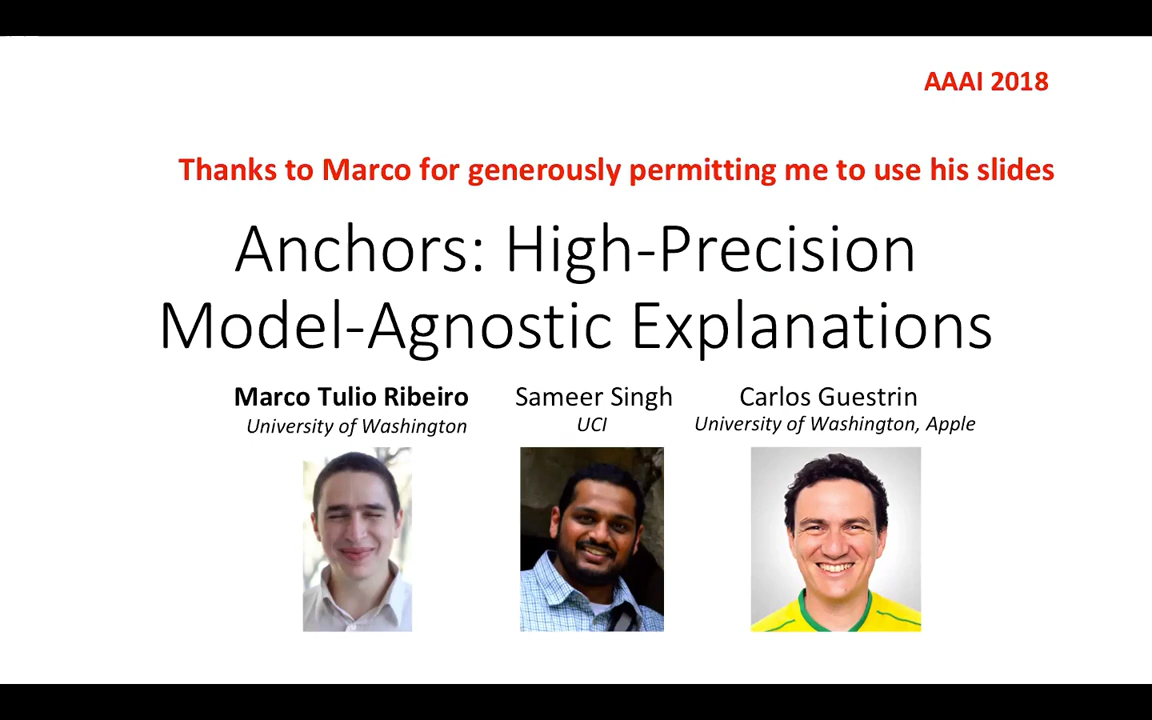 AAAI 2018
Thanks to Marco for generously permitting me to use his slides
Anchors: High-Precision
Model-Agnostic Explanations
Marco Tulio Ribeiro
University of Washington
Sameer Singh
UCI
Carlos Guestrin
University of Washington, Apple